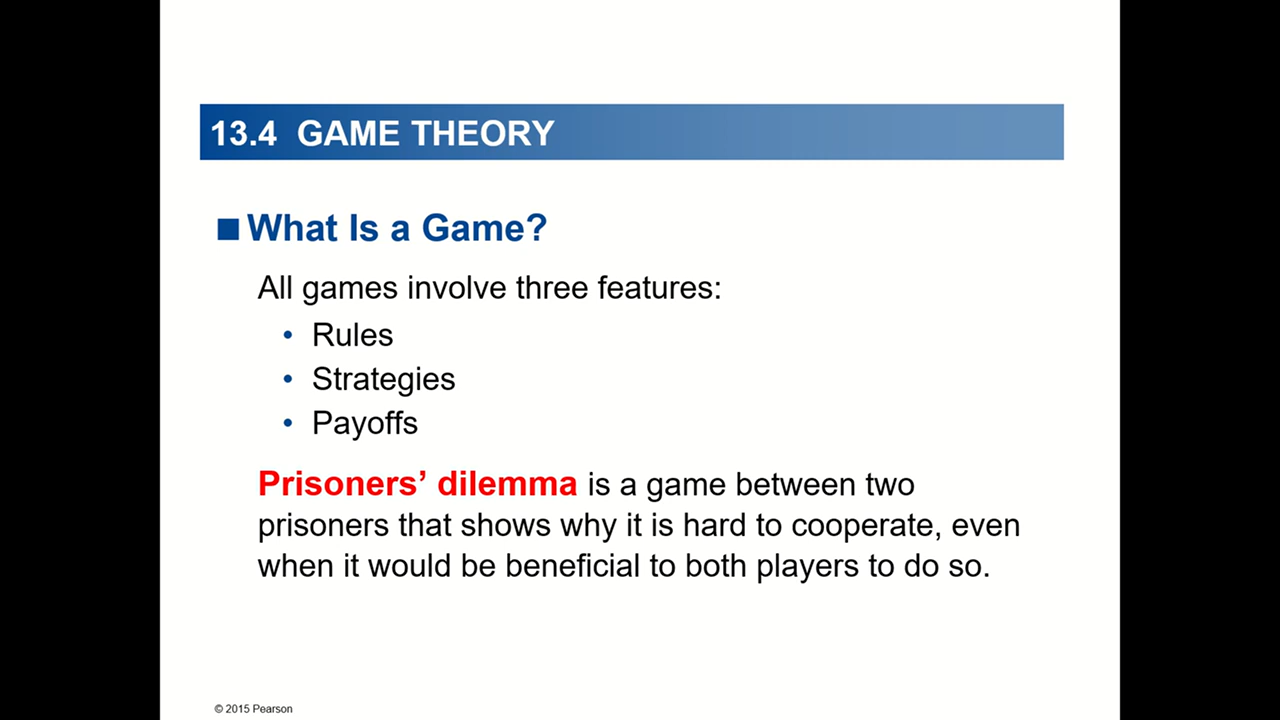 13.4 GAME THEORY
What Is a Game?
All games involve three features:
• Rules
• Strategies
• Payoffs
Prisoners’ dilemma is a game between two
prisoners that shows why it is hard to cooperate, even
when it would be beneficial to both players to do so.
© 2015 Pearson